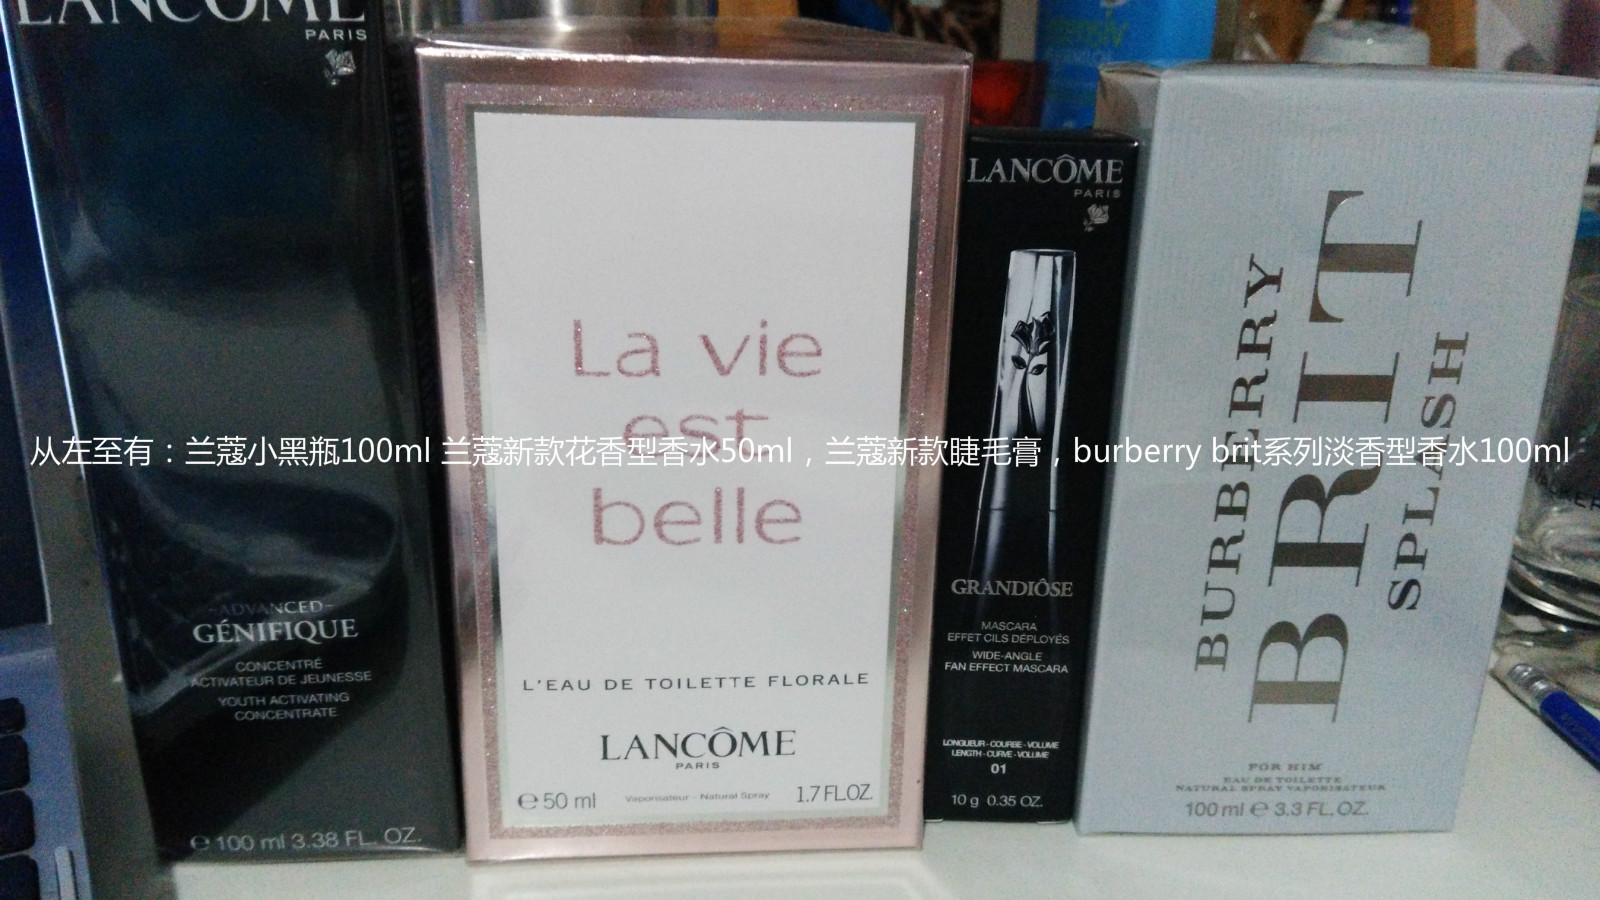 LANCÔME
PARIS
-ADVANCED-
GÉNIFIQUE
CONCENTRÉ
ACTIVATEUR DE JEUNESSE
YOUTH ACTIVATING
CONCENTRATE
℮ 100 ml 3.38 FL. OZ.
La vie
est
belle
L'EAU DE TOILETTE FLORALE
LANCÔME
PARIS
℮ 50 ml Vaporisateur - Natural Spray 1.7 FL.OZ.
LANCÔME
PARIS
GRANDIÔSE
MASCARA
EFFET CILS DÉPLOYÉS
WIDE-ANGLE
FAN EFFECT MASCARA
LONGUEUR - COURBE - VOLUME
LENGTH - CURVE - VOLUME
01
10 g 0.35 OZ.
BURBERRY
BRIT
SPLASH
FOR HIM
EAU DE TOILETTE
NATURAL SPRAY VAPORISATEUR
100 ml ℮ 3.3 FL. OZ.
从左至有：兰蔻小黑瓶100ml 兰蔻新款花香型香水50ml，兰蔻新款睫毛膏，burberry brit系列淡香型香水100ml